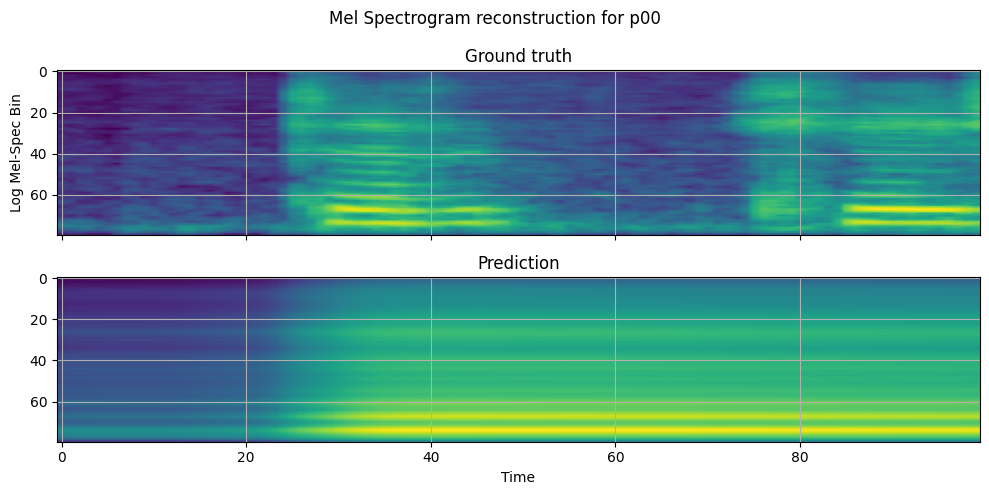 Mel Spectrogram reconstruction for p00
Ground truth
0
20
40
60
Log Mel-Spec Bin
Prediction
0
20
40
60
0 20 40 60 80
Time